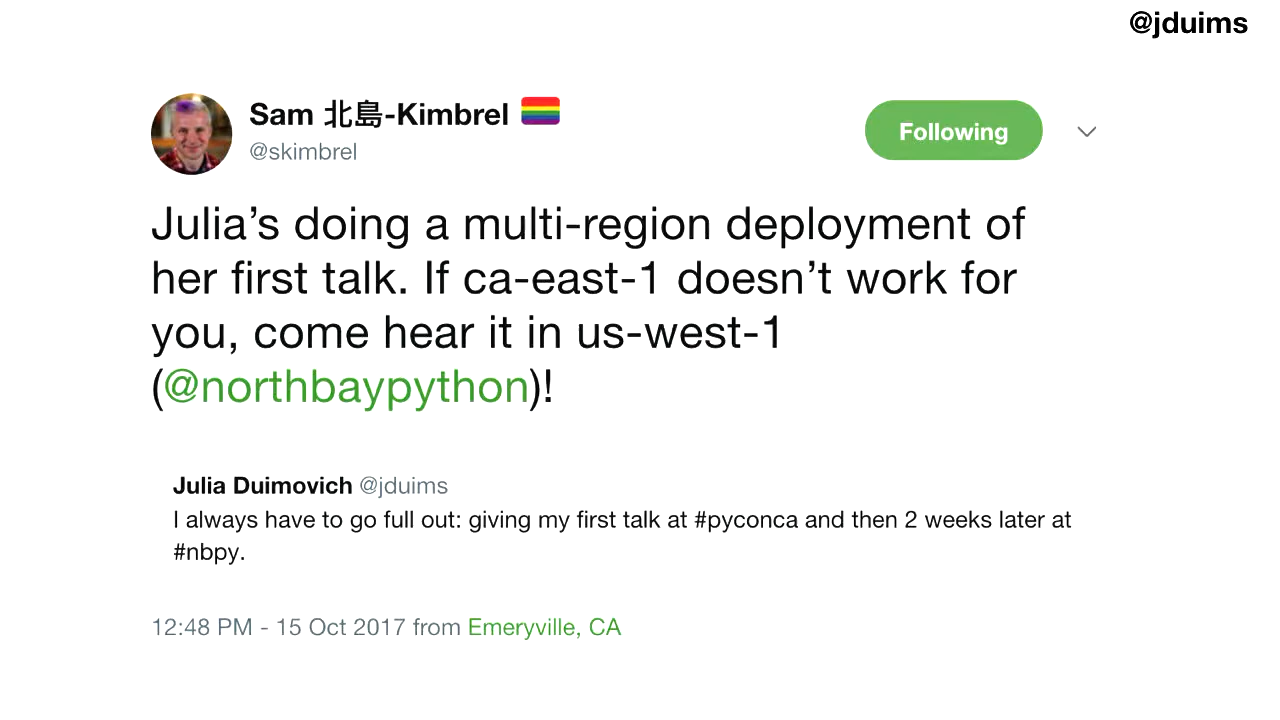 @jduims
Sam 北島-Kimbrel 🏳️‍🌈
@skimbrel
Following
Julia’s doing a multi-region deployment of
her first talk. If ca-east-1 doesn’t work for
you, come hear it in us-west-1
(@northbaypython)!
Julia Duimovich @jduims
I always have to go full out: giving my first talk at #pyconca and then 2 weeks later at
#nbpy.
12:48 PM - 15 Oct 2017 from Emeryville, CA